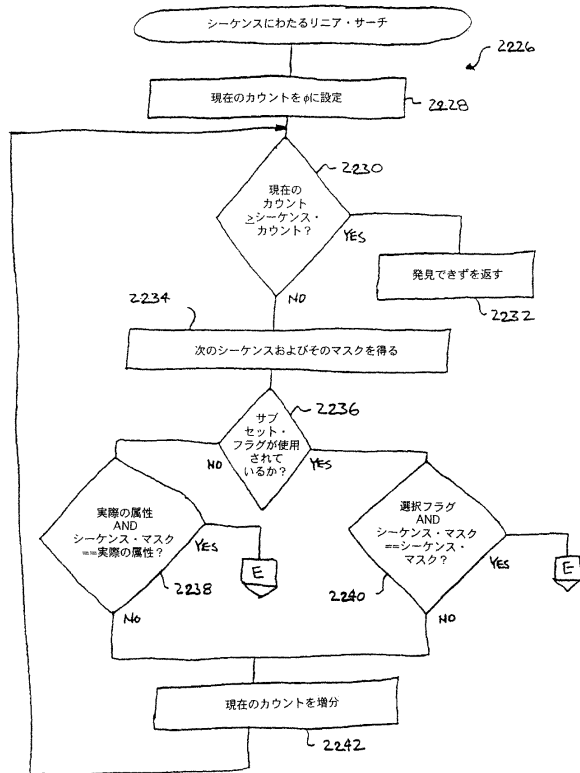 シーケンスにわたるリニア・サーチ
2226
現在のカウントをφに設定
2228
2230
現在の
カウント
≥シーケンス・
カウント？
YES
NO
発見できずを返す
2232
2234
次のシーケンスおよびそのマスクを得る
2236
サブ
セット・
フラグが使用
されて
いるか？
NO
YES
実際の属性
AND
シーケンス・マスク
==実際の属性？
YES
E
2238
NO
選択フラグ
AND
シーケンス・マスク
==シーケンス・
マスク？
YES
E
2240
NO
現在のカウントを増分
2242